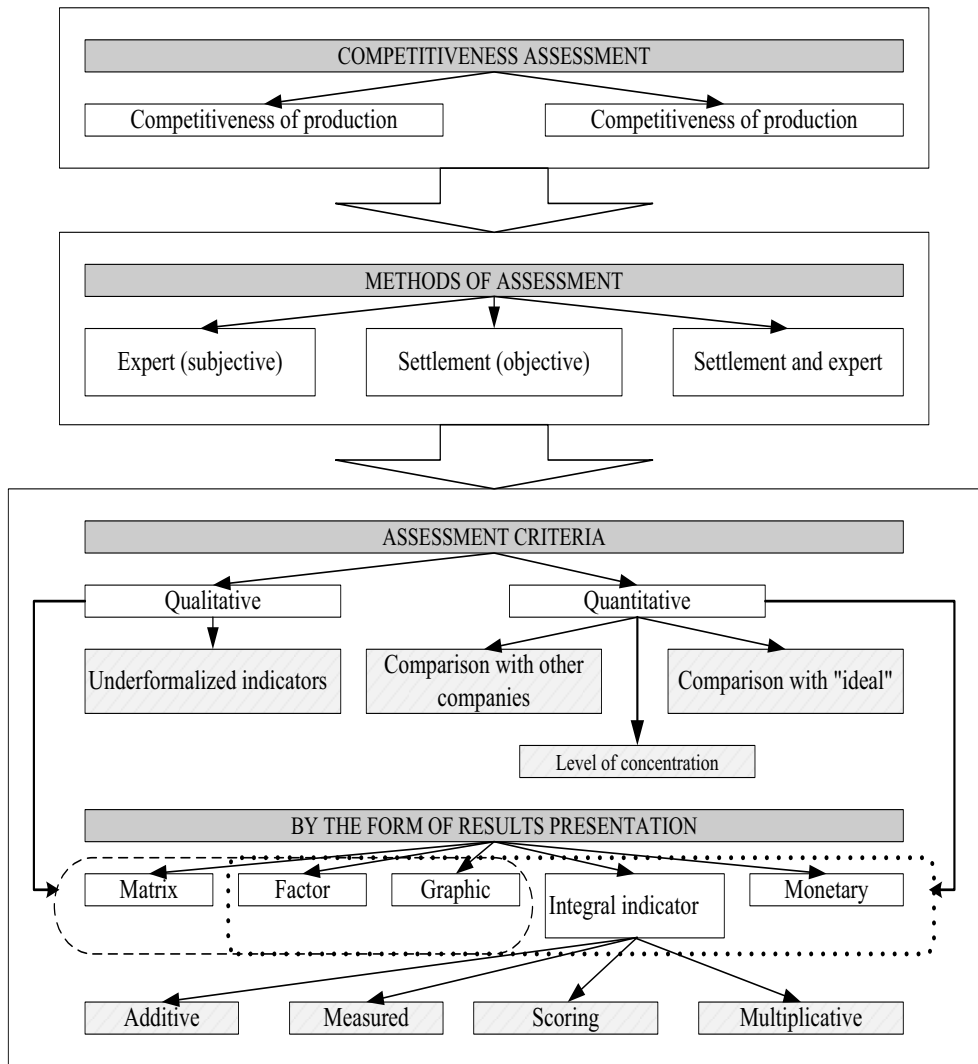 COMPETITIVENESS ASSESSMENT
Competitiveness of production
Competitiveness of production
METHODS OF ASSESSMENT
Expert (subjective)
Settlement (objective)
Settlement and expert
ASSESSMENT CRITERIA
Qualitative
Quantitative
Underformalized indicators
Comparison with other
companies
Comparison with "ideal"
Level of concentration
BY THE FORM OF RESULTS PRESENTATION
Matrix
Factor
Graphic
Integral indicator
Monetary
Additive
Measured
Scoring
Multiplicative